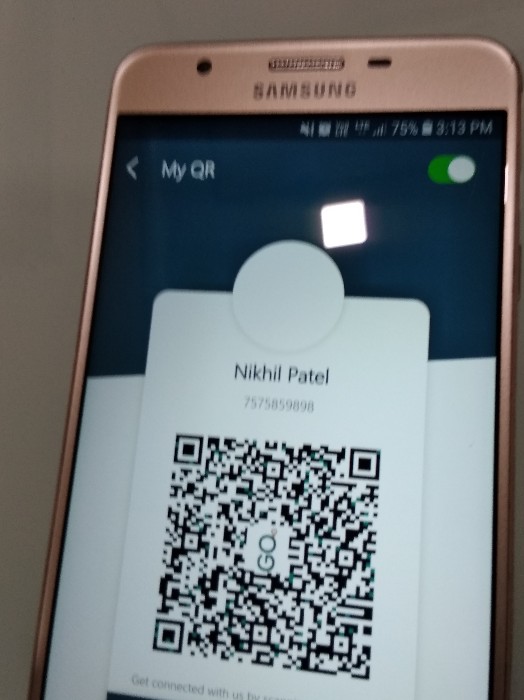 SAMSUNG
75% 3:13 PM
My QR
Nikhil Patel
7575859898
GO
Get connected with us by